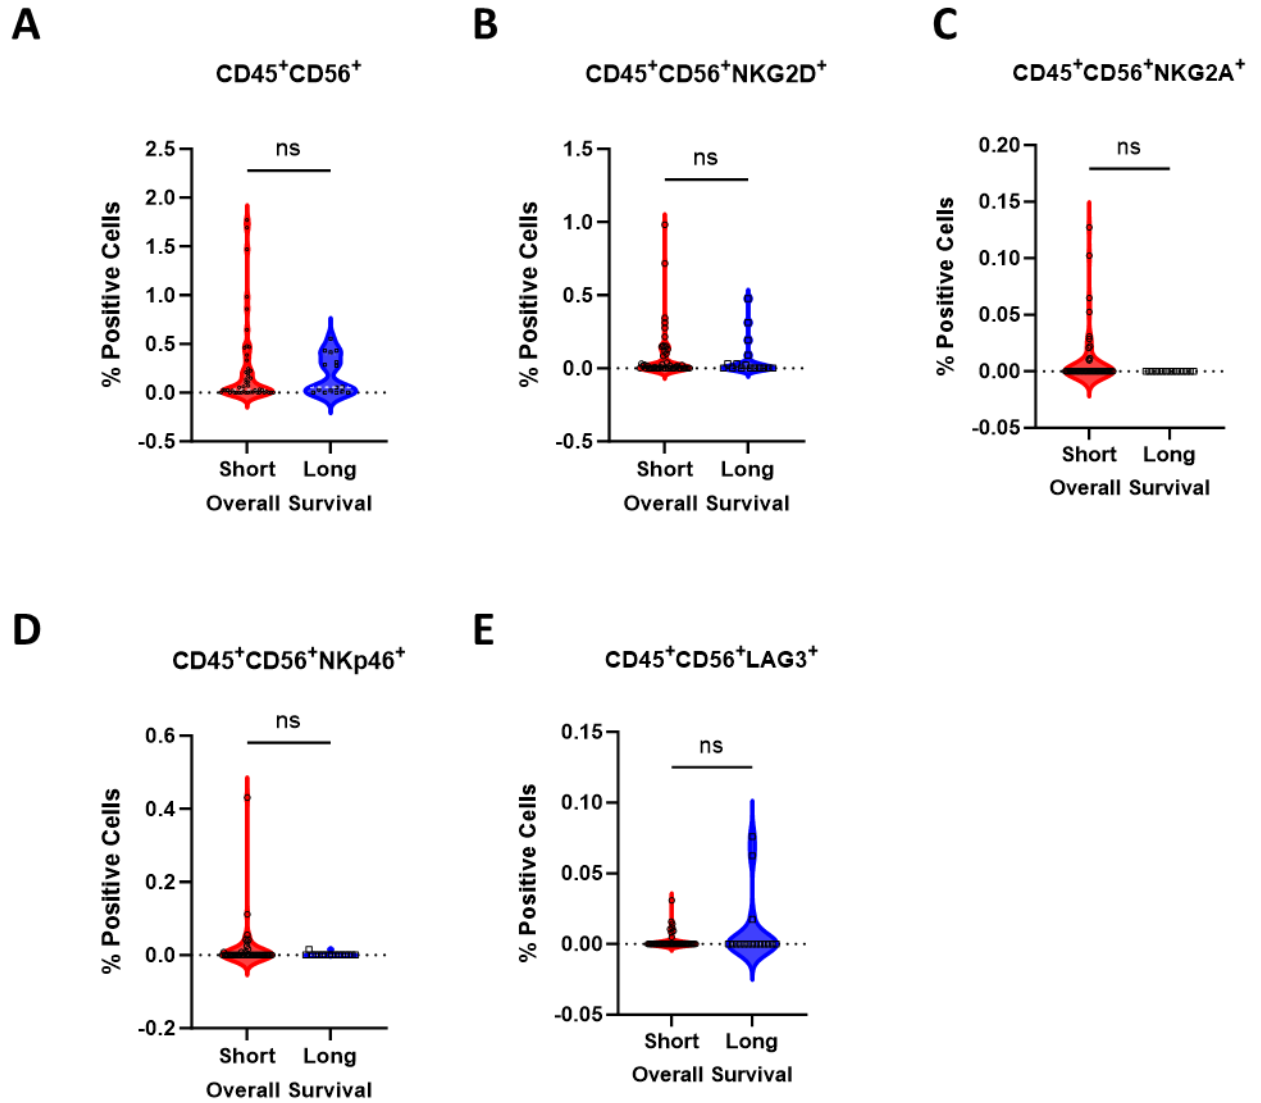 A
CD45⁺CD56⁺
ns
% Positive Cells
2.5
2.0
1.5
1.0
0.5
0.0
-0.5
Short Long
Overall Survival
B
CD45⁺CD56⁺NKG2D⁺
ns
% Positive Cells
1.5
1.0
0.5
0.0
-0.5
Short Long
Overall Survival
C
CD45⁺CD56⁺NKG2A⁺
ns
% Positive Cells
0.20
0.15
0.10
0.05
0.00
-0.05
Short Long
Overall Survival
D
CD45⁺CD56⁺NKp46⁺
ns
% Positive Cells
0.6
0.4
0.2
0.0
-0.2
Short Long
Overall Survival
E
CD45⁺CD56⁺LAG3⁺
ns
% Positive Cells
0.15
0.10
0.05
0.00
-0.05
Short Long
Overall Survival